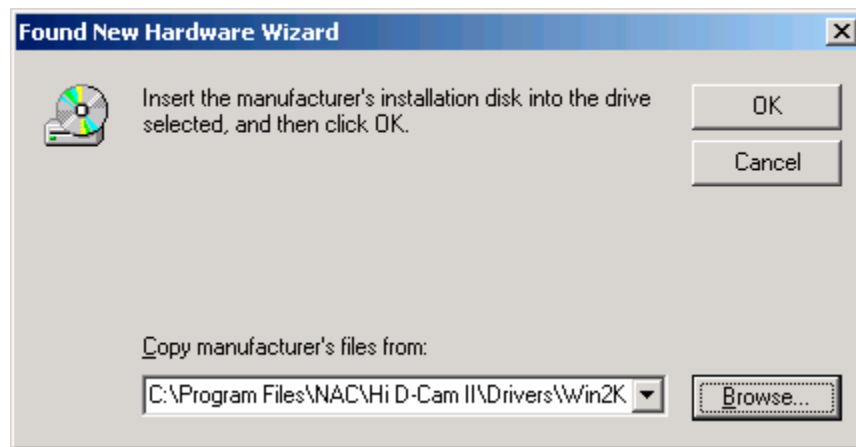 Found New Hardware Wizard
Insert the manufacturer's installation disk into the drive
selected, and then click OK.
OK
Cancel
Copy manufacturer's files from:
C:\Program Files\NAC\Hi D-Cam II\Drivers\\Win2K
Browse...